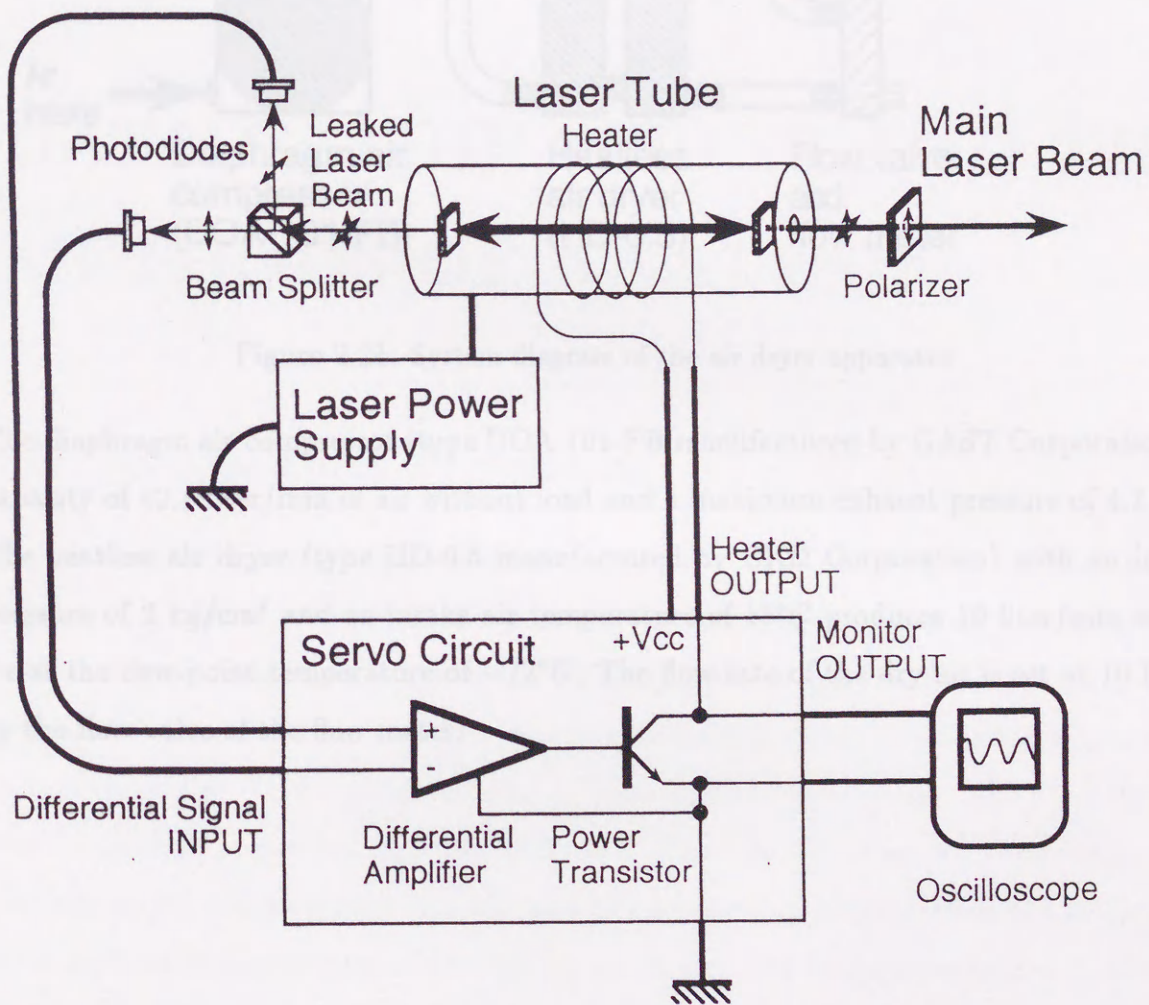 Laser Tube
Heater
Main
Laser Beam
Leaked
Laser
Beam
Photodiodes
Beam Splitter
Polarizer
Laser Power
Supply
Heater
OUTPUT
+Vcc
Monitor
OUTPUT
Servo Circuit
+
-
Differential Signal
INPUT
Differential
Amplifier
Power
Transistor
Oscilloscope